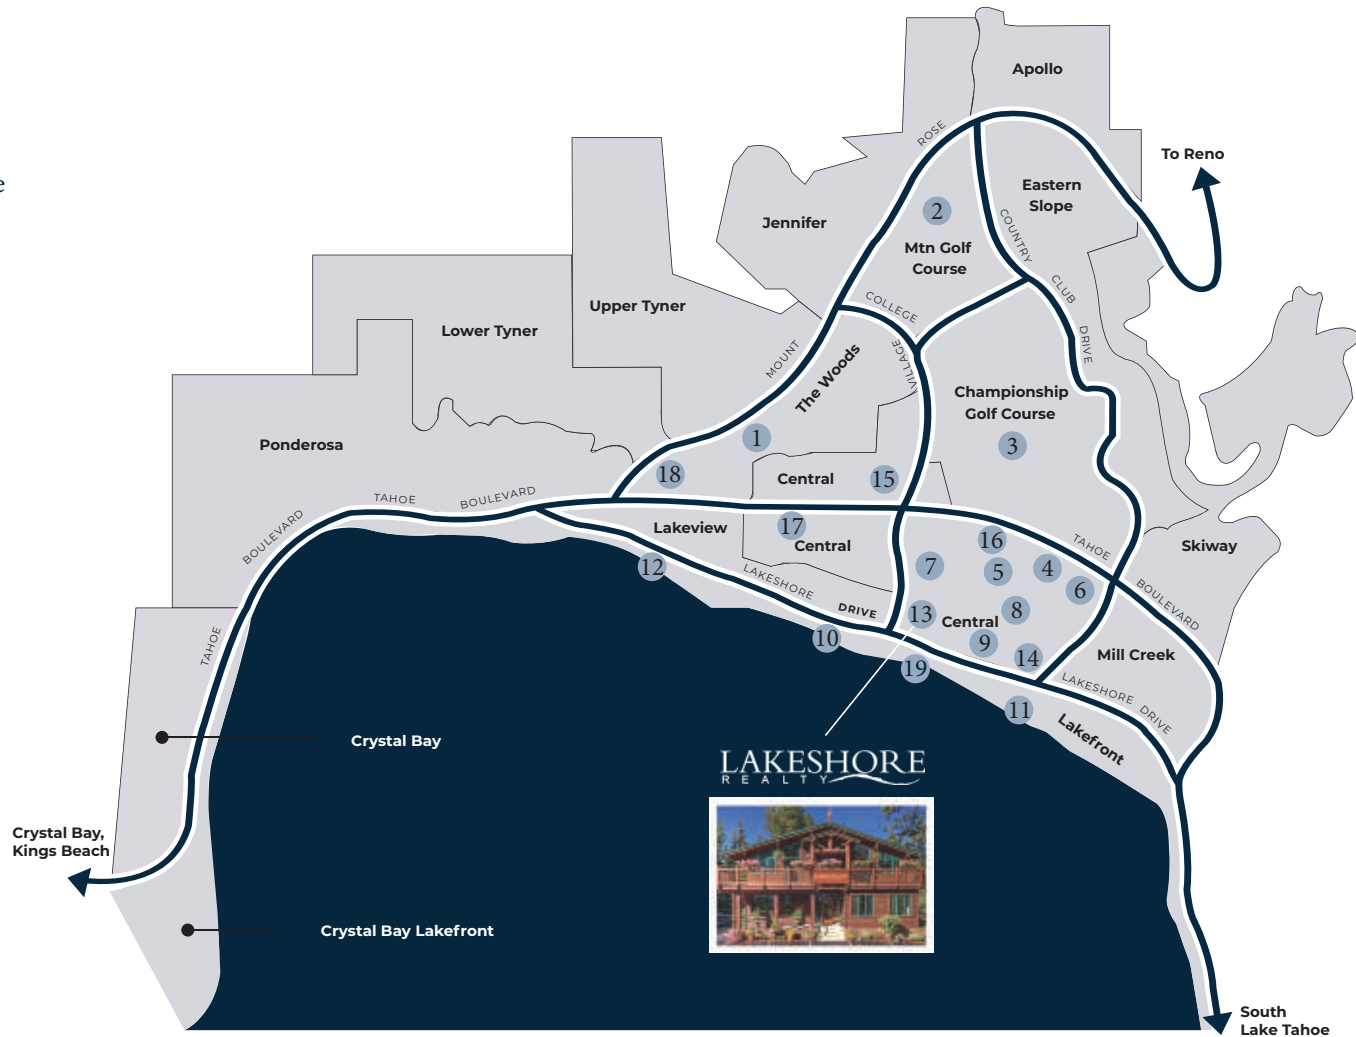 Apollo
ROSE
To Reno
e
Eastern
Slope
2
Jennifer
COUNTRY
Mtn Golf
Course
CLUB
Upper Tyner
COLLEGE
Lower Tyner
DRIVE
MOUNT
VILLAGE
The Woods
Championship
Golf Course
1
3
Ponderosa
18
Central
15
TAHOE
BOULEVARD
BOULEVARD
Lakeview
17
Central
16
TAHOE
Skiway
12
7
5
4
6
LAKESHORE
DRIVE
BOULEVARD
13
8
Central
TAHOE
10
9
14
Mill Creek
19
LAKESHORE
DRIVE
11
Lakefront
Crystal Bay
LAKESHORE
REALTY
Crystal Bay,
Kings Beach
Crystal Bay Lakefront
South
Lake Tahoe